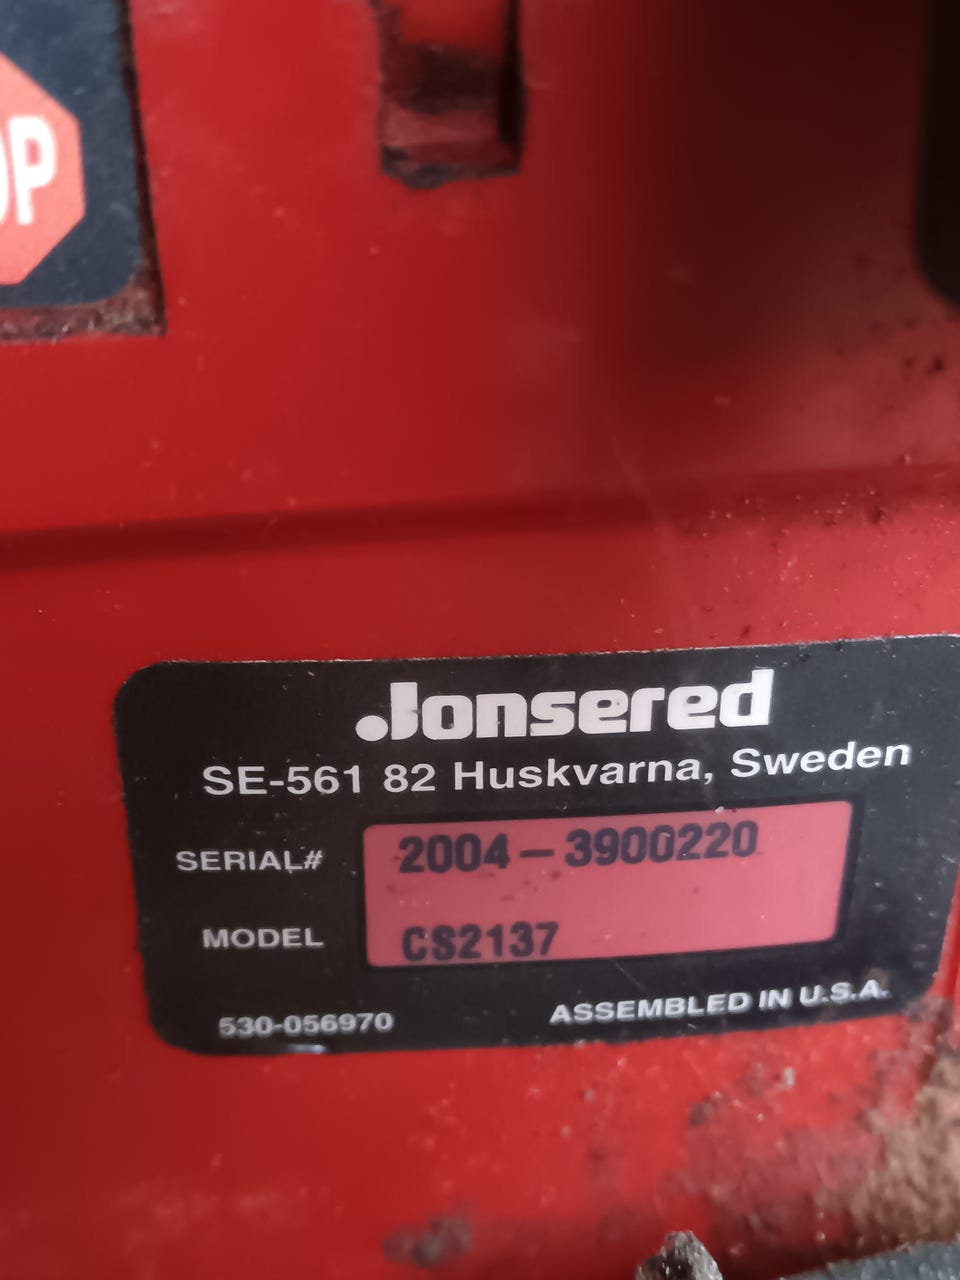 OP
Jonsered
SE-561 82 Huskvarna, Sweden
SERIAL# 2004-3900220
MODEL CS2137
530-056970 ASSEMBLED IN U.S.A.